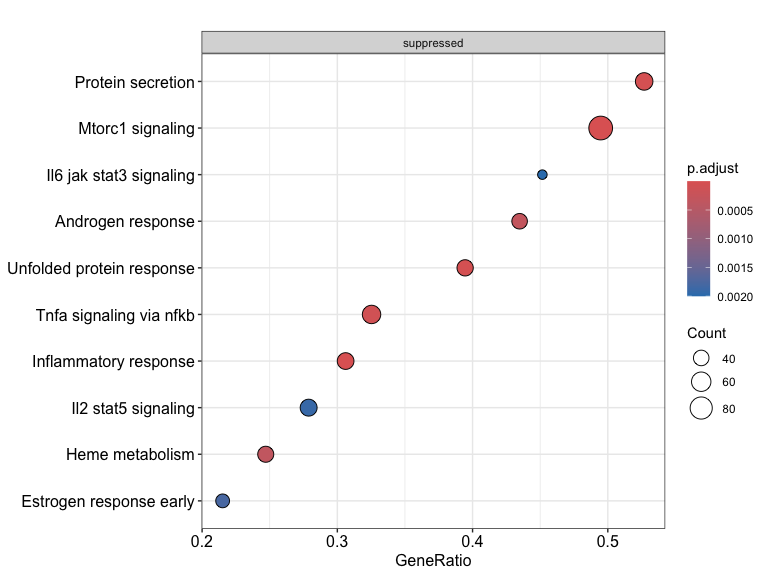 suppressed
Protein secretion
Mtorc1 signaling
Il6 jak stat3 signaling
Androgen response
Unfolded protein response
Tnfa signaling via nfkb
Inflammatory response
Il2 stat5 signaling
Heme metabolism
Estrogen response early
0.2 0.3 0.4 0.5
GeneRatio
p.adjust
0.0005
0.0010
0.0015
0.0020
Count
40
60
80